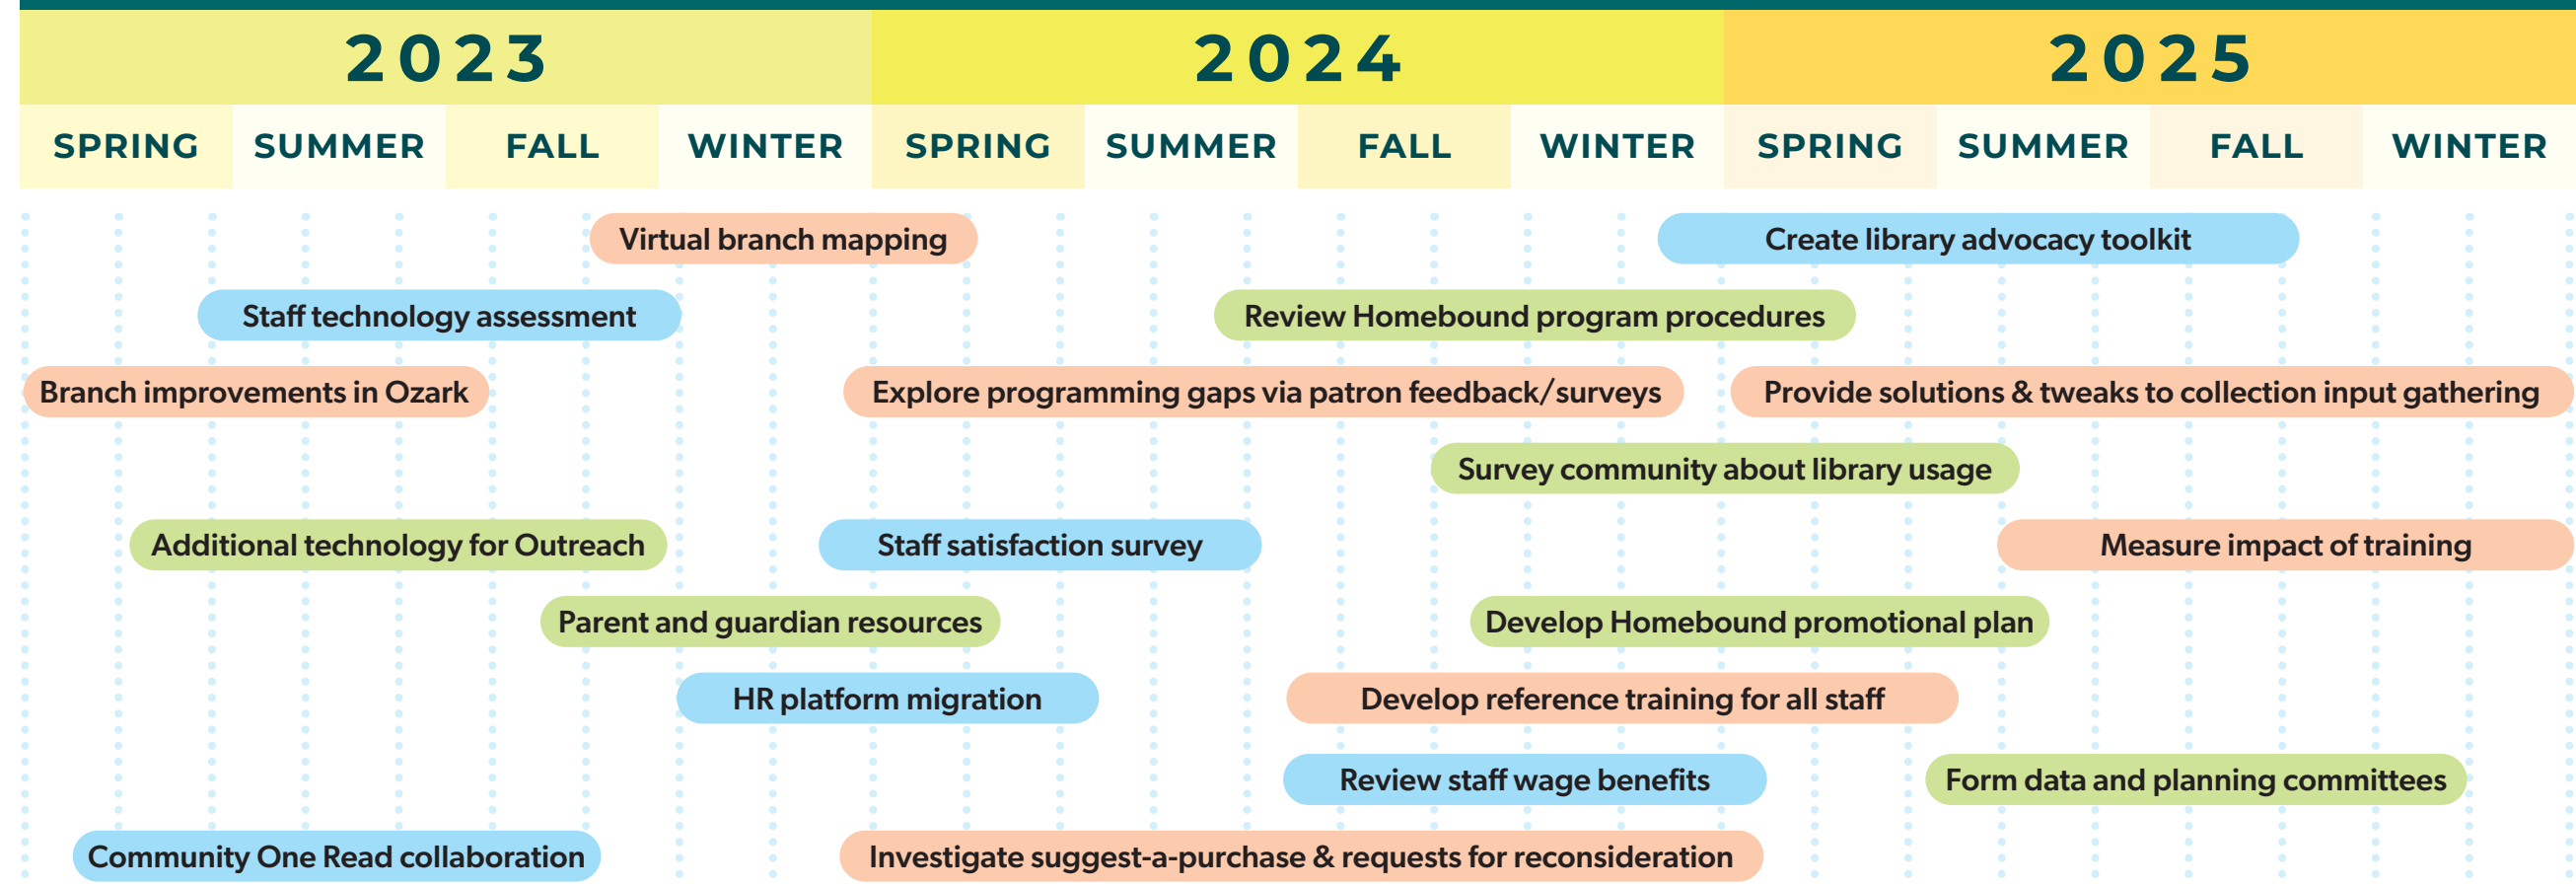 2023 2024 2025
SPRING SUMMER FALL WINTER SPRING SUMMER FALL WINTER SPRING SUMMER FALL WINTER
Virtual branch mapping Create library advocacy toolkit
Staff technology assessment Review Homebound program procedures
Branch improvements in Ozark Explore programming gaps via patron feedback/surveys Provide solutions & tweaks to collection input gathering
Survey community about library usage
Additional technology for Outreach Staff satisfaction survey Measure impact of training
Parent and guardian resources Develop Homebound promotional plan
HR platform migration Develop reference training for all staff
Review staff wage benefits Form data and planning committees
Community One Read collaboration Investigate suggest-a-purchase & requests for reconsideration